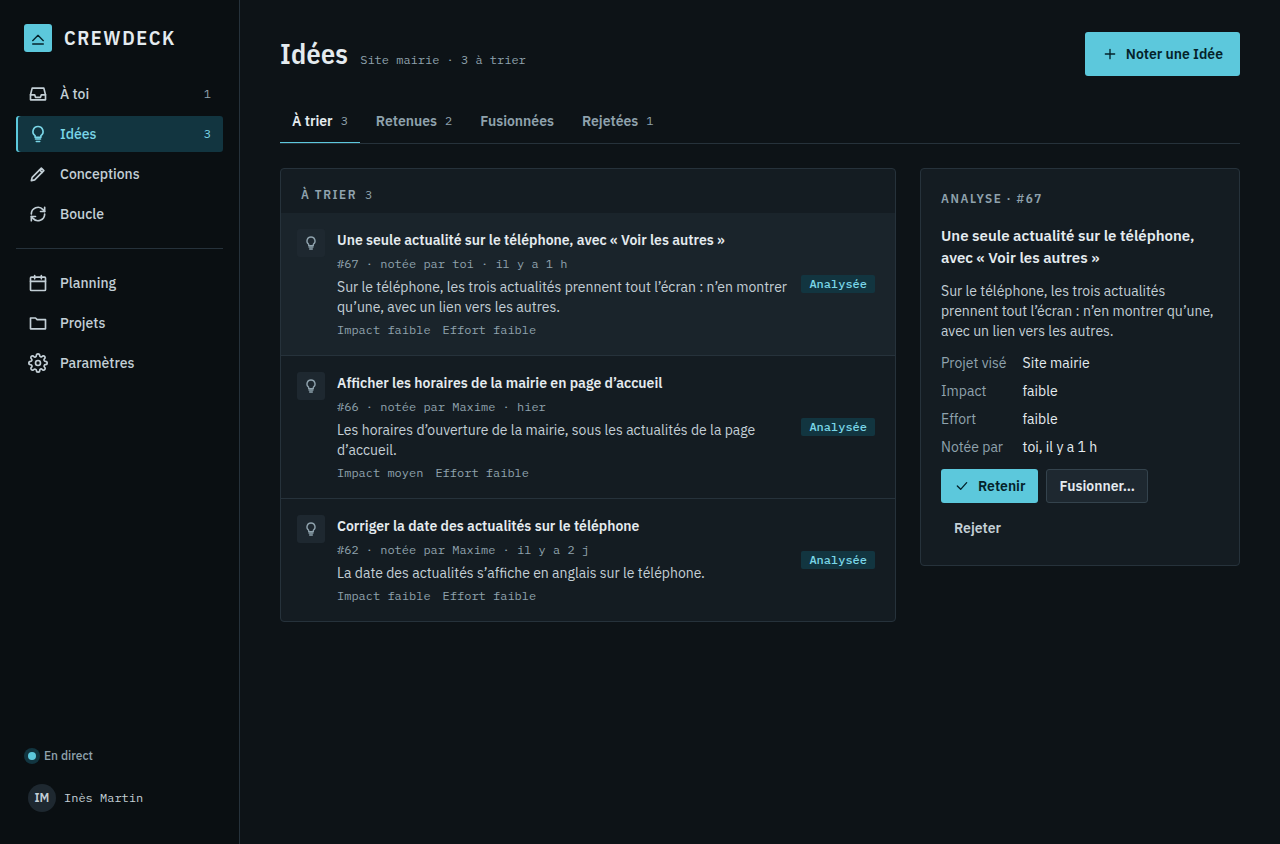 CREWDECK
À toi 1
Idées 3
Conceptions
Boucle
Planning
Projets
Paramètres
En direct
IM Inès Martin
Idées Site mairie · 3 à trier
Noter une Idée
À trier 3 Retenues 2 Fusionnées Rejetées 1
À TRIER 3
Une seule actualité sur le téléphone, avec « Voir les autres »
#67 · notée par toi · il y a 1 h
Sur le téléphone, les trois actualités prennent tout l’écran : n’en montrer
qu’une, avec un lien vers les autres.
Analysée
Impact faible Effort faible
Afficher les horaires de la mairie en page d’accueil
#66 · notée par Maxime · hier
Les horaires d’ouverture de la mairie, sous les actualités de la page
d’accueil.
Analysée
Impact moyen Effort faible
Corriger la date des actualités sur le téléphone
#62 · notée par Maxime · il y a 2 j
La date des actualités s’affiche en anglais sur le téléphone.
Analysée
Impact faible Effort faible
ANALYSE · #67
Une seule actualité sur le téléphone,
avec « Voir les autres »
Sur le téléphone, les trois actualités
prennent tout l’écran : n’en montrer qu’une,
avec un lien vers les autres.
Projet visé Site mairie
Impact faible
Effort faible
Notée par toi, il y a 1 h
Retenir Fusionner…
Rejeter